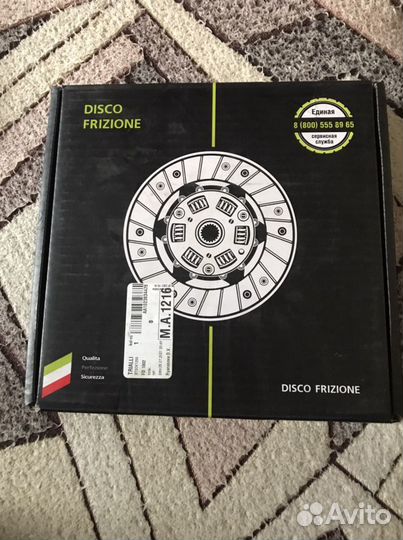 DISCO
FRIZIONE
Единая
8 (800) 555 89 65
сервисная
служба
M.A.1216
TRIALLI
Qualita
Perfezione
Sicurezza
DISCO FRIZIONE
Avito